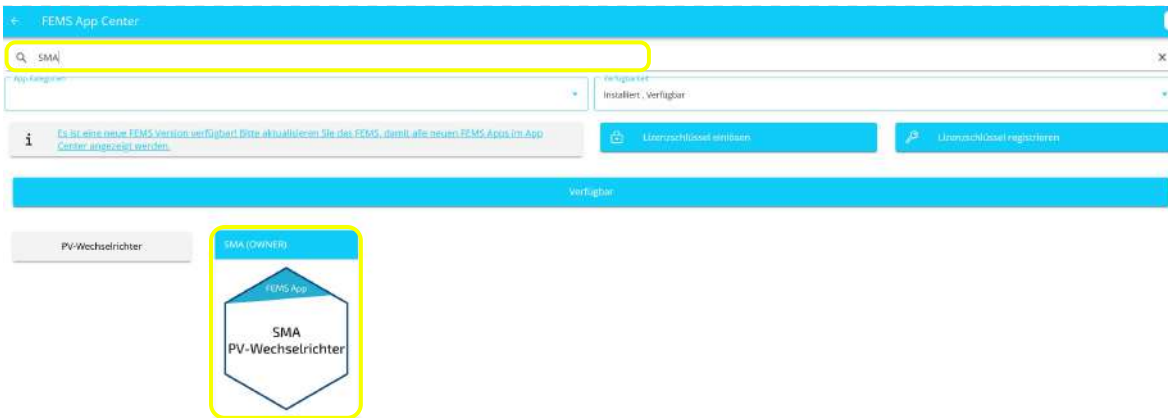 FEMS App Center
SMA
App Kategorien
Verfügbarkeit
Installiert , Verfügbar
Es ist eine neue FEMS Version verfügbar! Bitte aktualisieren Sie das FEMS, damit alle neuen FEMS Apps im App
Center angezeigt werden.
Lizenzschlüssel einlösen
Lizenzschlüssel registrieren
Verfügbar
PV-Wechselrichter
SMA (OWNER)
FEMS App
SMA
PV-Wechselrichter